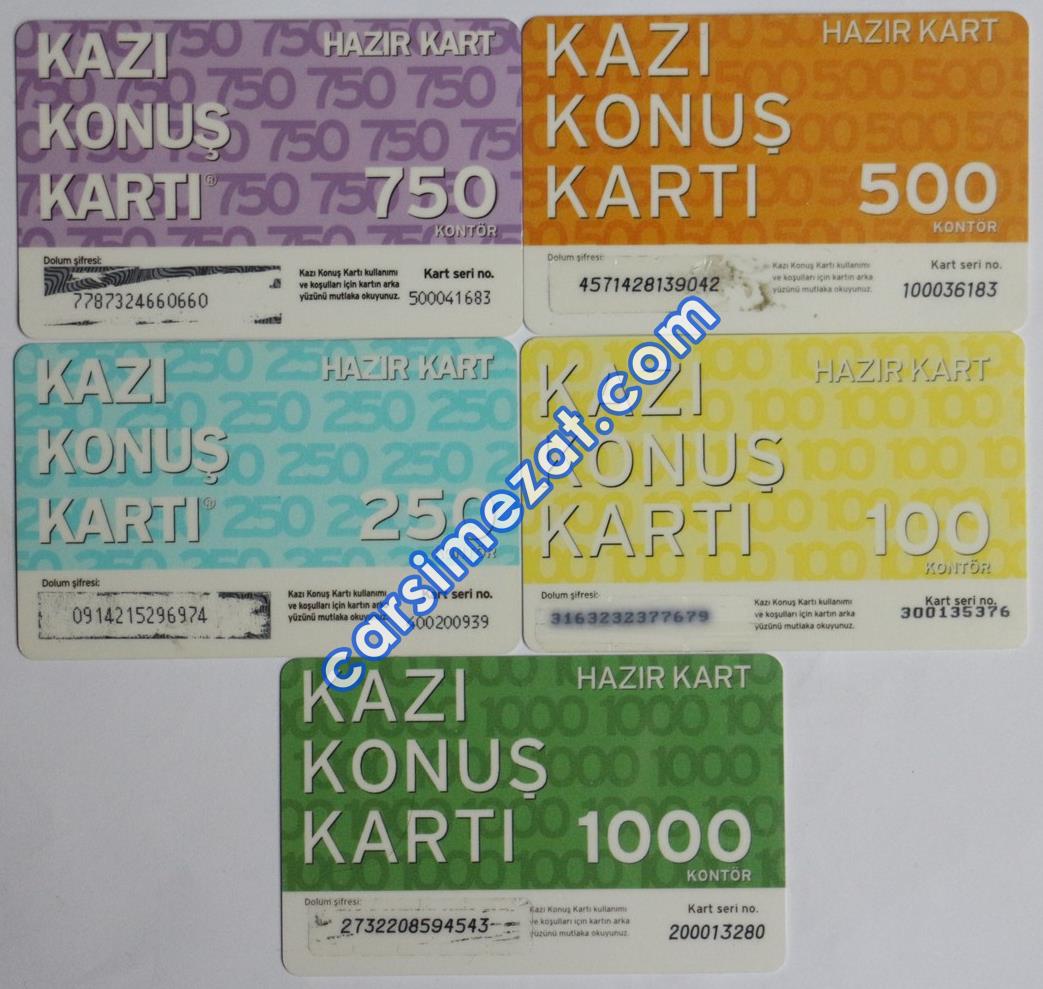 KAZI
KONUŞ
KARTI®
HAZIR KART
750
KONTÖR
Dolum şifresi:
7787324660660
Kazı Konuş Kartı kullanımı
ve koşulları için kartın arka
yüzünü mutlaka okuyunuz.
Kart seri no.
500041683
KAZI
KONUŞ
KARTI
HAZIR KART
500
KONTÖR
Dolum şifresi:
4571428139042
Kazı Konuş Kartı kullanımı
ve koşulları için kartın arka
yüzünü mutlaka okuyunuz.
Kart seri no.
100036183
KAZI
KONUŞ
KARTI®
HAZIR KART
250
KONTÖR
Dolum şifresi:
0914215296974
Kazı Konuş Kartı kullanımı
ve koşulları için kartın arka
yüzünü mutlaka okuyunuz.
Kart seri no.
KAZI
KONUŞ
KARTI
HAZIR KART
100
KONTÖR
Dolum şifresi:
3163232377679
Kazı Konuş Kartı kullanımı
ve koşulları için kartın arka
yüzünü mutlaka okuyunuz.
Kart seri no.
300135376
KAZI
KONUŞ
KARTI
HAZIR KART
1000
KONTÖR
Dolum şifresi:
2732208594543
Kazı Konuş Kartı kullanımı
ve koşulları için kartın arka
yüzünü mutlaka okuyunuz.
Kart seri no.
200013280
carsimezat.com